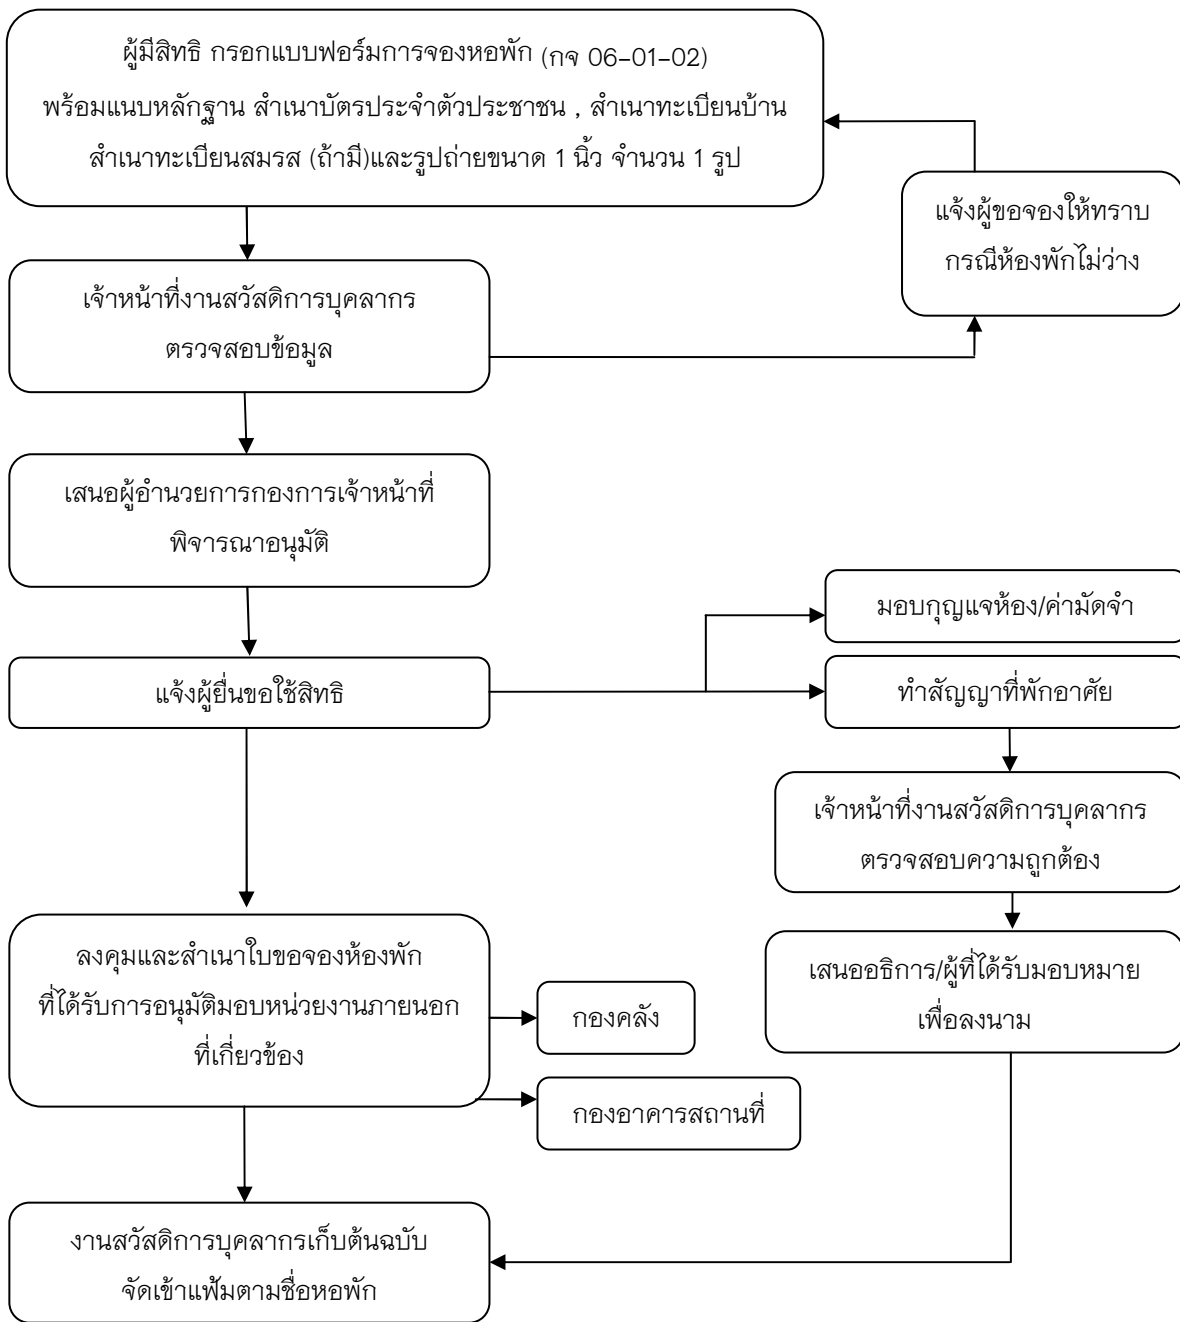 ผู้มีสิทธิ กรอกแบบฟอร์มการจองหอพัก (กจ 06-01-02)
พร้อมแนบหลักฐาน สำเนาบัตรประจำตัวประชาชน , สำเนาทะเบียนบ้าน
สำเนาทะเบียนสมรส (ถ้ามี)และรูปถ่ายขนาด 1 นิ้ว จำนวน 1 รูป
แจ้งผู้ขอจองให้ทราบ
กรณีห้องพักไม่ว่าง
เจ้าหน้าที่งานสวัสดิการบุคลากร
ตรวจสอบข้อมูล
เสนอผู้อำนวยการกองการเจ้าหน้าที่
พิจารณาอนุมัติ
มอบกุญแจห้อง/ค่ามัดจำ
แจ้งผู้ยื่นขอใช้สิทธิ
ทำสัญญาที่พักอาศัย
เจ้าหน้าที่งานสวัสดิการบุคลากร
ตรวจสอบความถูกต้อง
ลงคุมและสำเนาใบขอจองห้องพัก
ที่ได้รับการอนุมัติมอบหน่วยงานภายนอก
ที่เกี่ยวข้อง
เสนออธิการ/ผู้ที่ได้รับมอบหมาย
เพื่อลงนาม
กองคลัง
กองอาคารสถานที่
งานสวัสดิการบุคลากรเก็บต้นฉบับ
จัดเข้าแฟ้มตามชื่อหอพัก